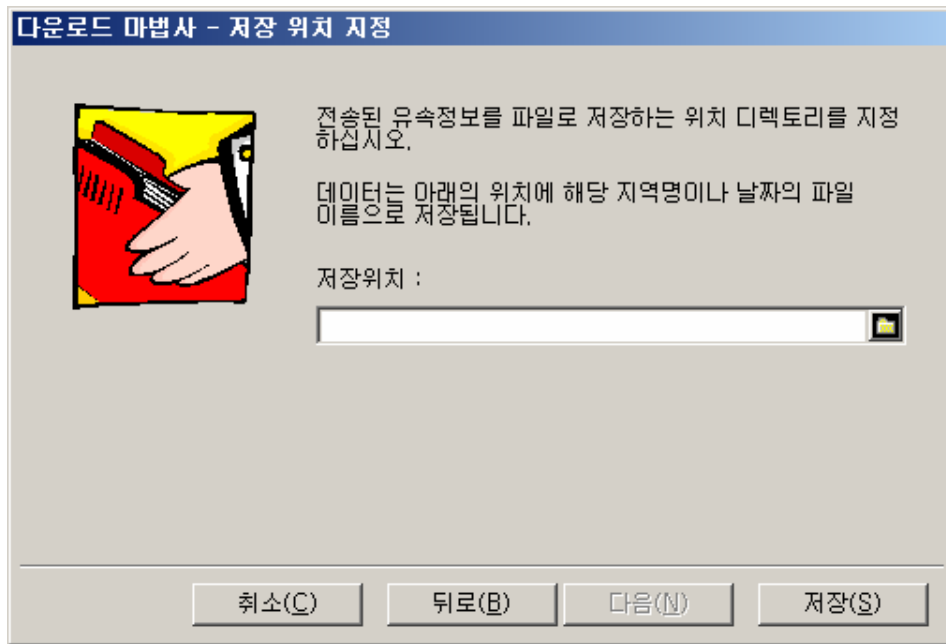 다운로드 마법사 - 저장 위치 지정
전송된 유속정보를 파일로 저장하는 위치 디렉토리를 지정
하십시오.
데이터는 아래의 위치에 해당 지역명이나 날짜의 파일
이름으로 저장됩니다.
저장위치 :
취소(C)
뒤로(B)
다음(N)
저장(S)